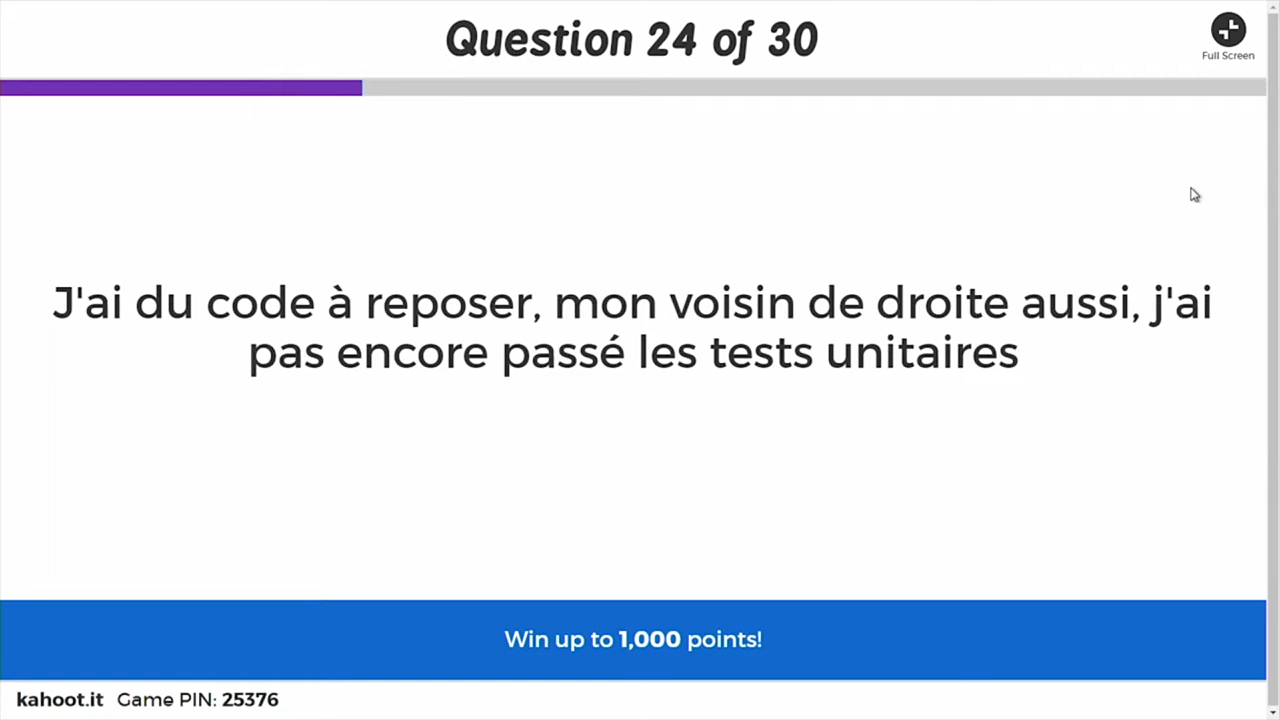 Question 24 of 30
Full Screen
J'ai du code à reposer, mon voisin de droite aussi, j'ai
pas encore passé les tests unitaires
Win up to 1,000 points!
kahoot.it Game PIN: 25376